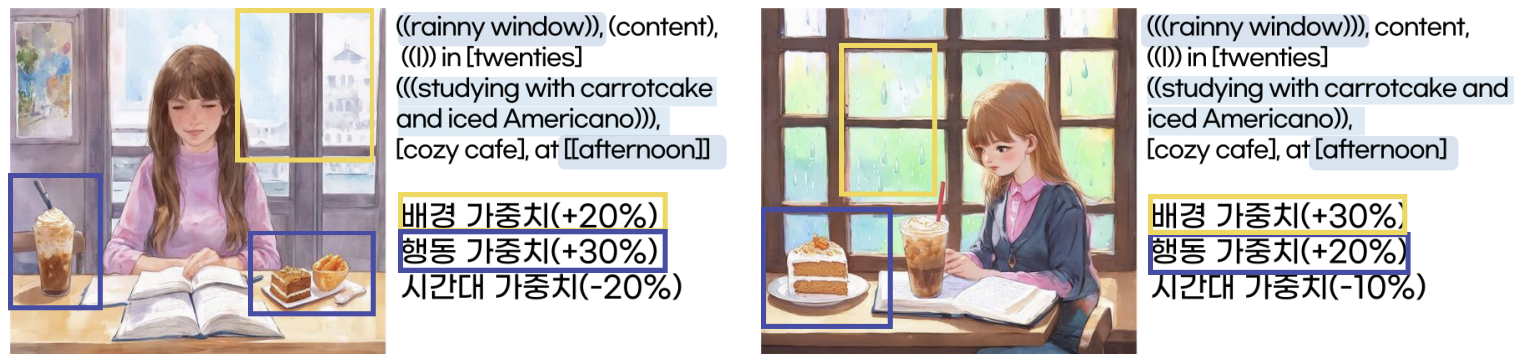 ((rainny window)), (content),
((I)) in [twenties]
(((studying with carrotcake
and iced Americano))),
[cozy cafe], at [[afternoon]]
배경 가중치(+20%)
행동 가중치(+30%)
시간대 가중치(-20%)
(((rainny window))), content,
((I)) in [twenties]
((studying with carrotcake and
iced Americano)),
[cozy cafe], at [afternoon]
배경 가중치(+30%)
행동 가중치(+20%)
시간대 가중치(-10%)